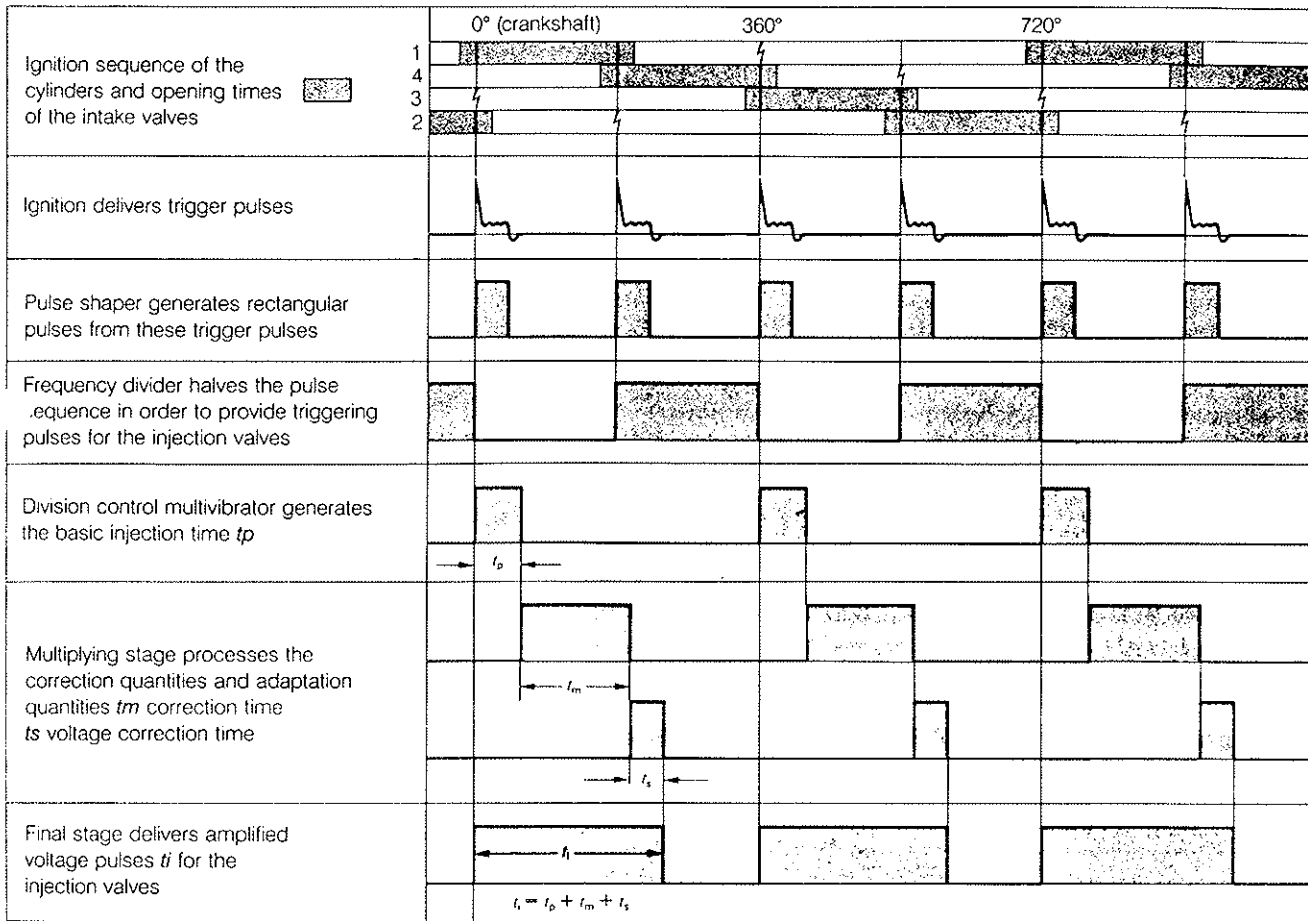 0° (crankshaft) 360° 720°
Ignition sequence of the
cylinders and opening times
of the intake valves
1
4
3
2
Ignition delivers trigger pulses
Pulse shaper generates rectangular
pulses from these trigger pulses
Frequency divider halves the pulse
.equence in order to provide triggering
pulses for the injection valves
Division control multivibrator generates
the basic injection time tp
tp
Multiplying stage processes the
correction quantities and adaptation
quantities tm correction time
ts voltage correction time
tm
ts
Final stage delivers amplified
voltage pulses ti for the
injection valves
ti
ti = tp + tm + ts